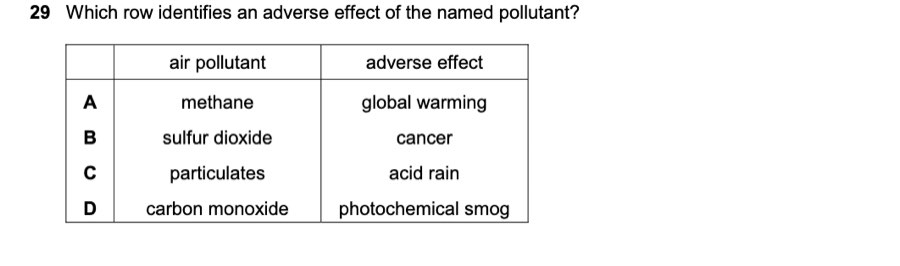 29 Which row identifies an adverse effect of the named pollutant?
air pollutant adverse effect
A methane global warming
B sulfur dioxide cancer
C particulates acid rain
D carbon monoxide photochemical smog